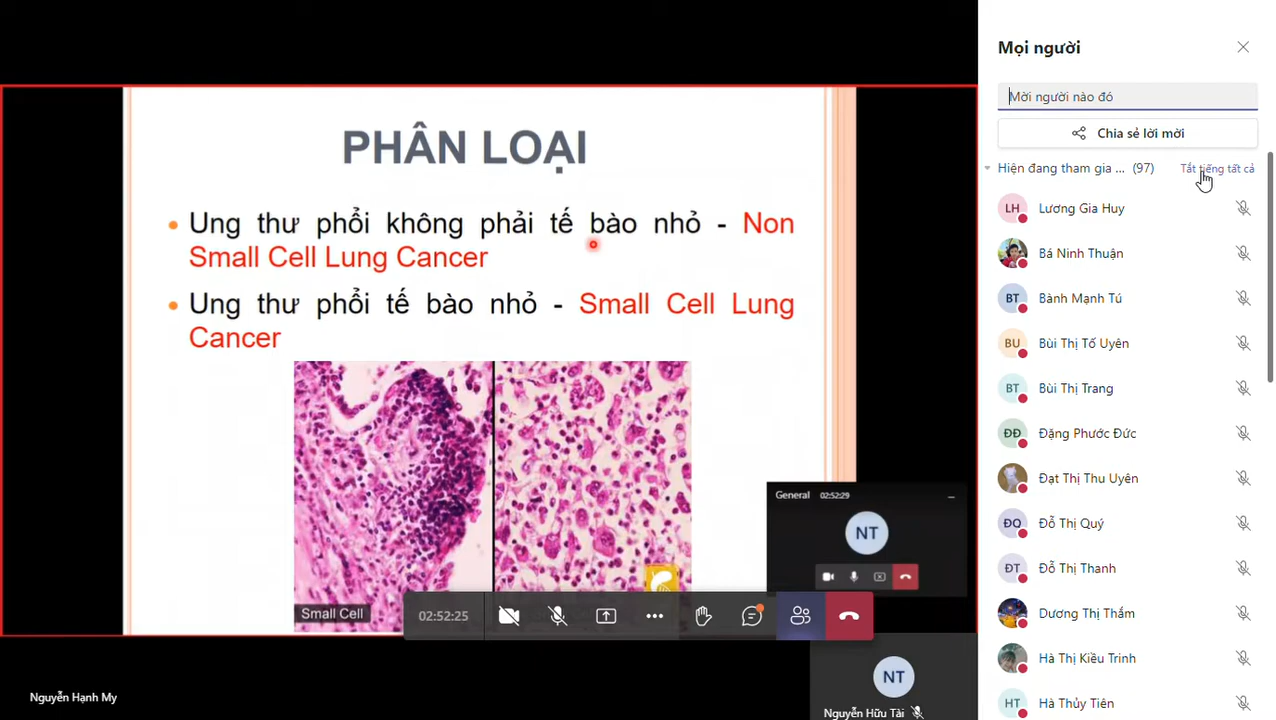 PHÂN LOẠI
Ung thư phổi không phải tế bào nhỏ - Non
Small Cell Lung Cancer
Ung thư phổi tế bào nhỏ - Small Cell Lung
Cancer
Small Cell
General 02:52:29
NT
02:52:25
NT
Nguyễn Hữu Tài
Nguyễn Hạnh My
Mọi người
Mời người nào đó
Chia sẻ lời mời
Hiện đang tham gia ... (97) Tắt tiếng tất cả
LH Lương Gia Huy
Bá Ninh Thuận
BT Bành Mạnh Tú
BU Bùi Thị Tố Uyên
BT Bùi Thị Trang
ĐĐ Đặng Phước Đức
Đạt Thị Thu Uyên
ĐQ Đỗ Thị Quý
ĐT Đỗ Thị Thanh
Dương Thị Thắm
Hà Thị Kiều Trinh
HT Hà Thủy Tiên